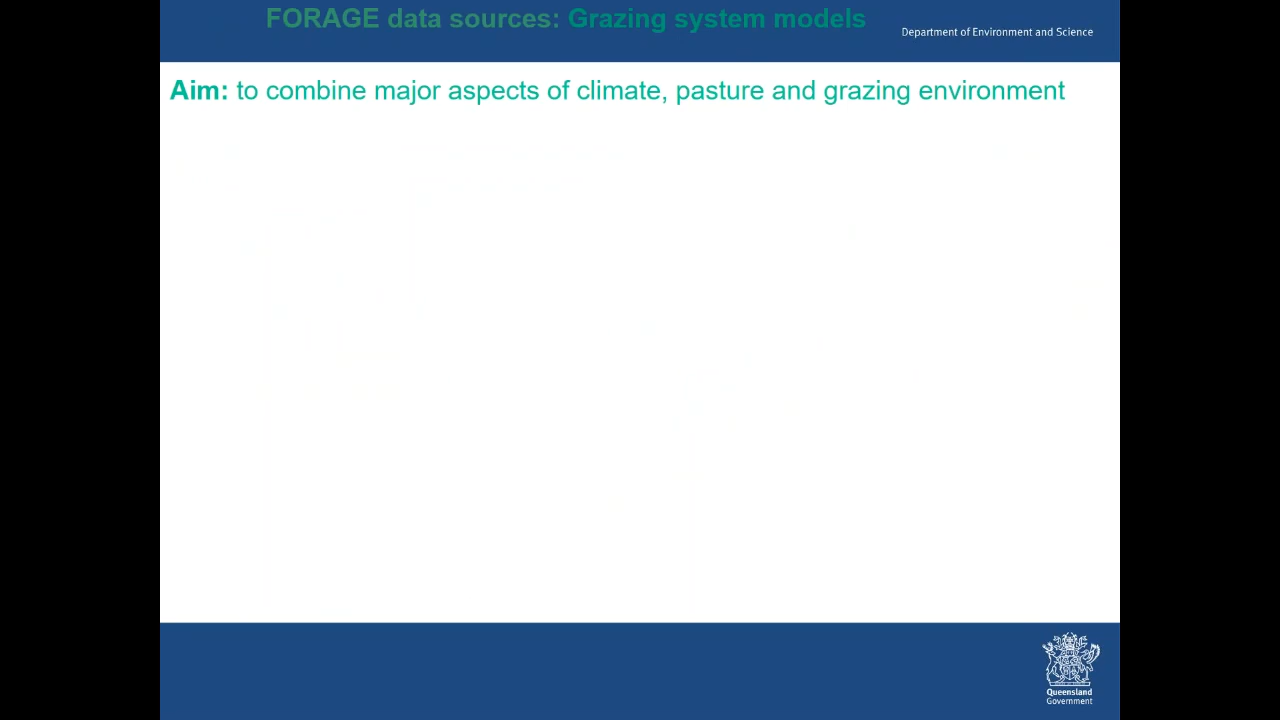 FORAGE data sources: Grazing system models
Department of Environment and Science
Aim: to combine major aspects of climate, pasture and grazing environment
Queensland
Government